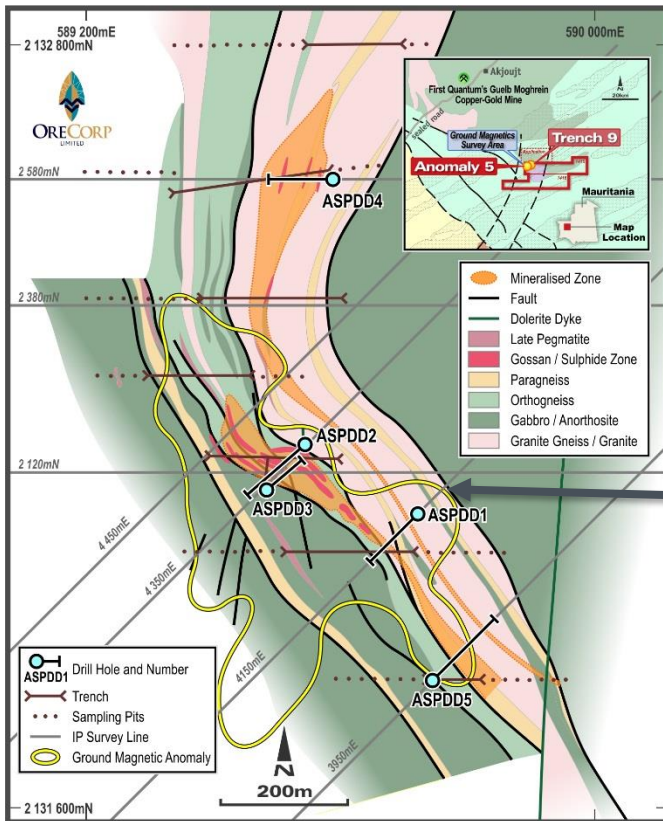 589 200mE
590 000mE
2 132 800mN
ORECORP
LIMITED
Akjoujt
First Quantum's Guelb Moghrein
Copper-Gold Mine
N
20km
sealed road
Ground Magnetics
Survey Area
Trench 9
Anomaly 5
Mauritania
Map
Location
2 580mN
ASPDD4
Mineralised Zone
Fault
Dolerite Dyke
Late Pegmatite
Gossan / Sulphide Zone
Paragneiss
Orthogneiss
Gabbro / Anorthosite
Granite Gneiss / Granite
2 380mN
ASPDD2
2 120mN
ASPDD3
ASPDD1
4 450mE
4 350mE
4150mE
3950mE
ASPDD5
ASPDD1
Drill Hole and Number
Trench
Sampling Pits
IP Survey Line
Ground Magnetic Anomaly
N
200m
2 131 600mN